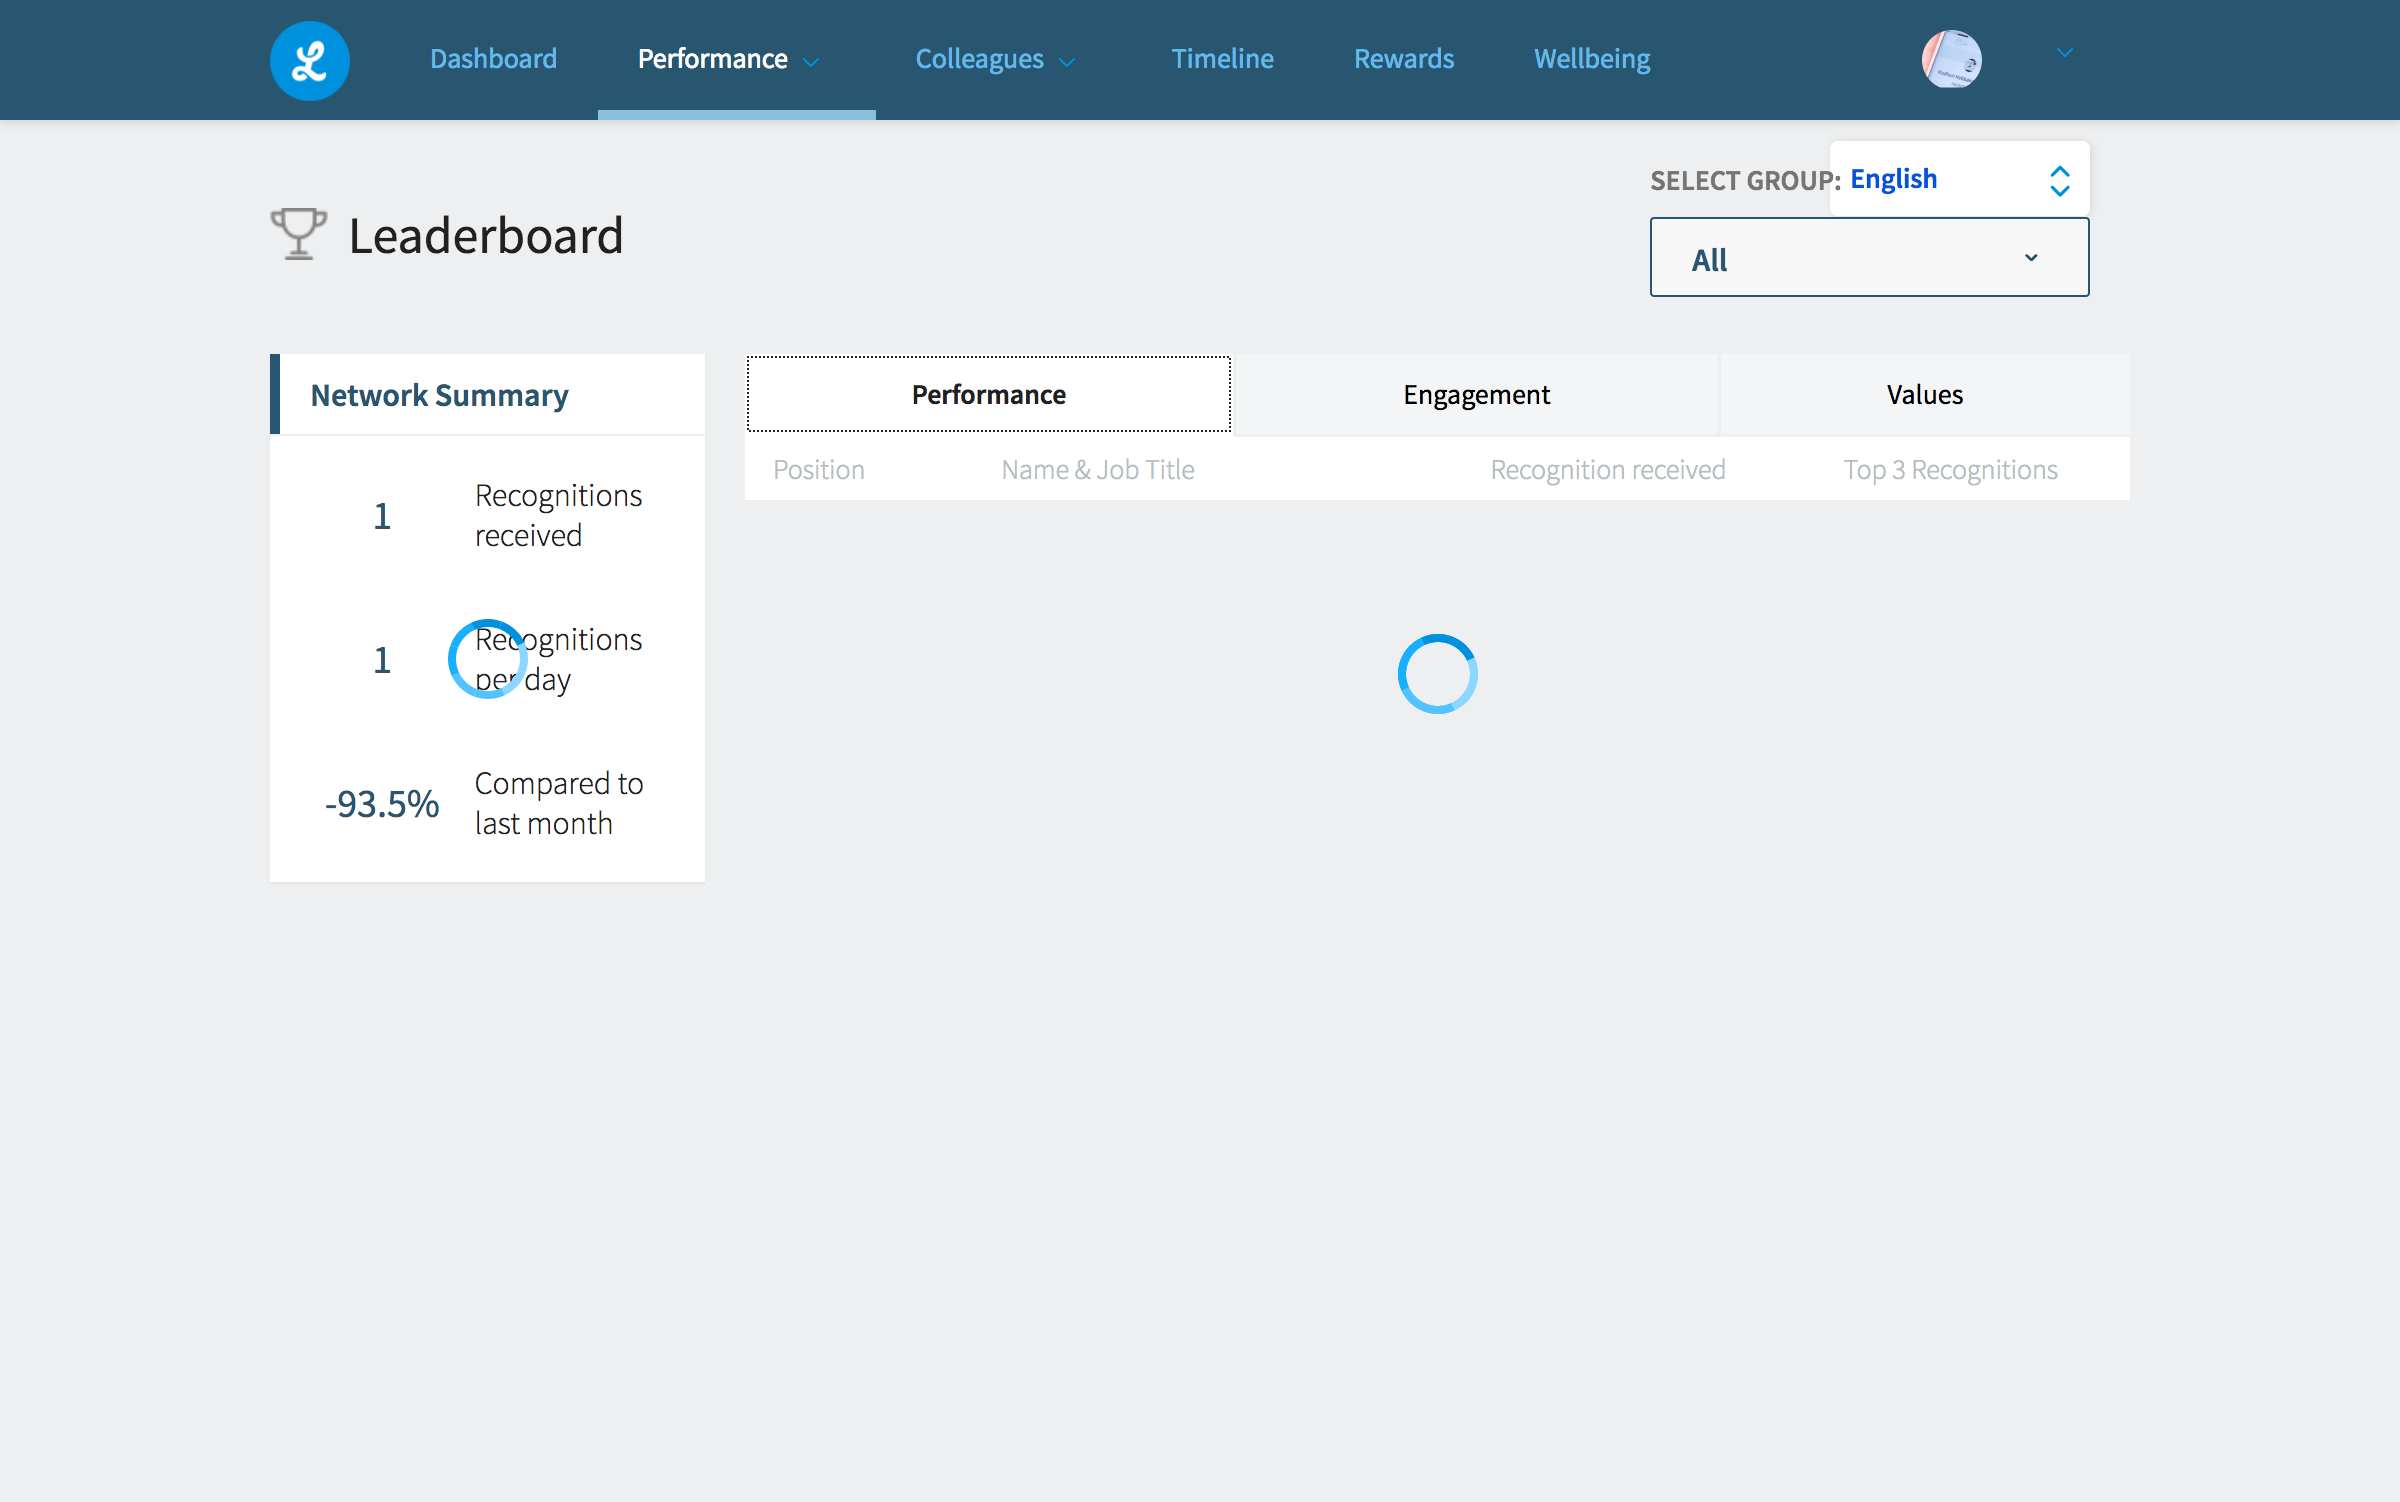 Dashboard Performance Colleagues Timeline Rewards Wellbeing
SELECT GROUP: English
Leaderboard
All
Network Summary
1 Recognitions
received
1 Recognitions
per day
-93.5% Compared to
last month
Performance Engagement Values
Position Name & Job Title Recognition received Top 3 Recognitions